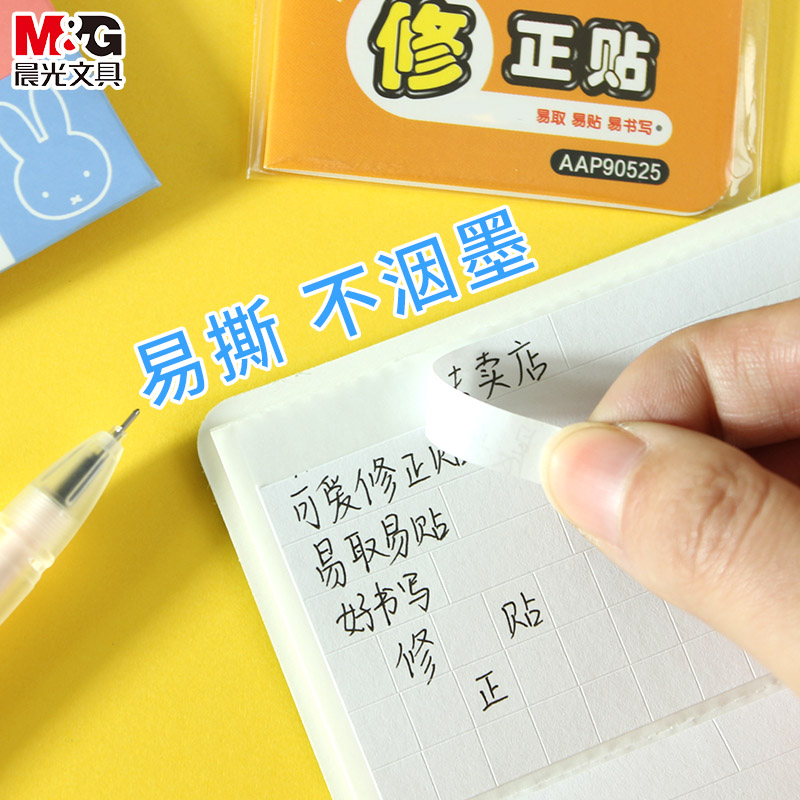 M&G
晨光文具
修正贴
易取 易贴 易书写
AAP90525
易撕 不洇墨
卖店
可爱修正贴
易取易贴
好书写
修 贴
正